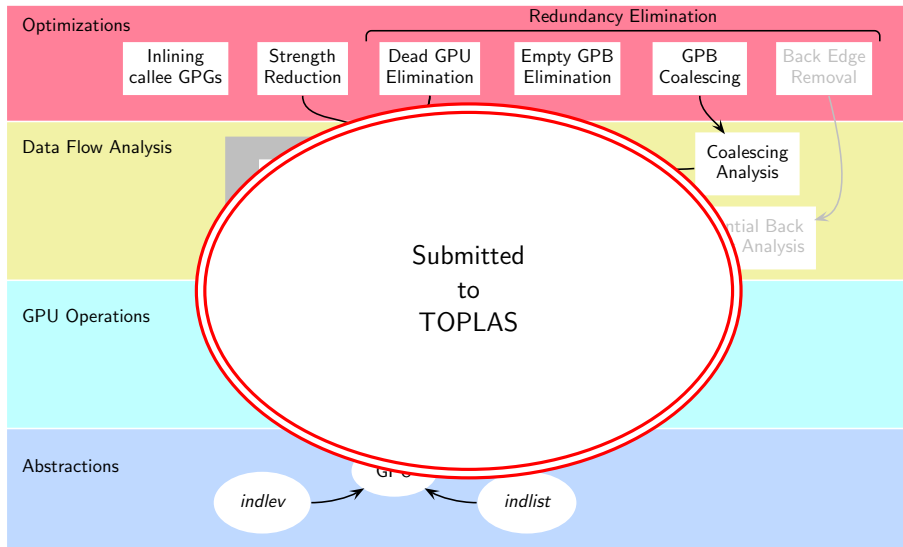 Redundancy Elimination
Optimizations
Inlining
callee GPGs
Strength
Reduction
Dead GPU
Elimination
Empty GPB
Elimination
GPB
Coalescing
Back Edge
Removal
Data Flow Analysis
Coalescing
Analysis
Back
Analysis
Submitted
to
TOPLAS
GPU Operations
Abstractions
indlev
indlist